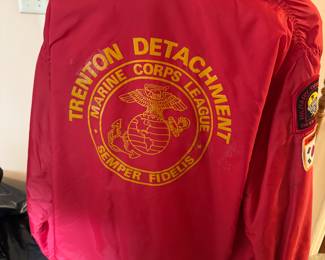 TRENTON DETACHMENT
MARINE CORPS LEAGUE
SEMPER FIDELIS